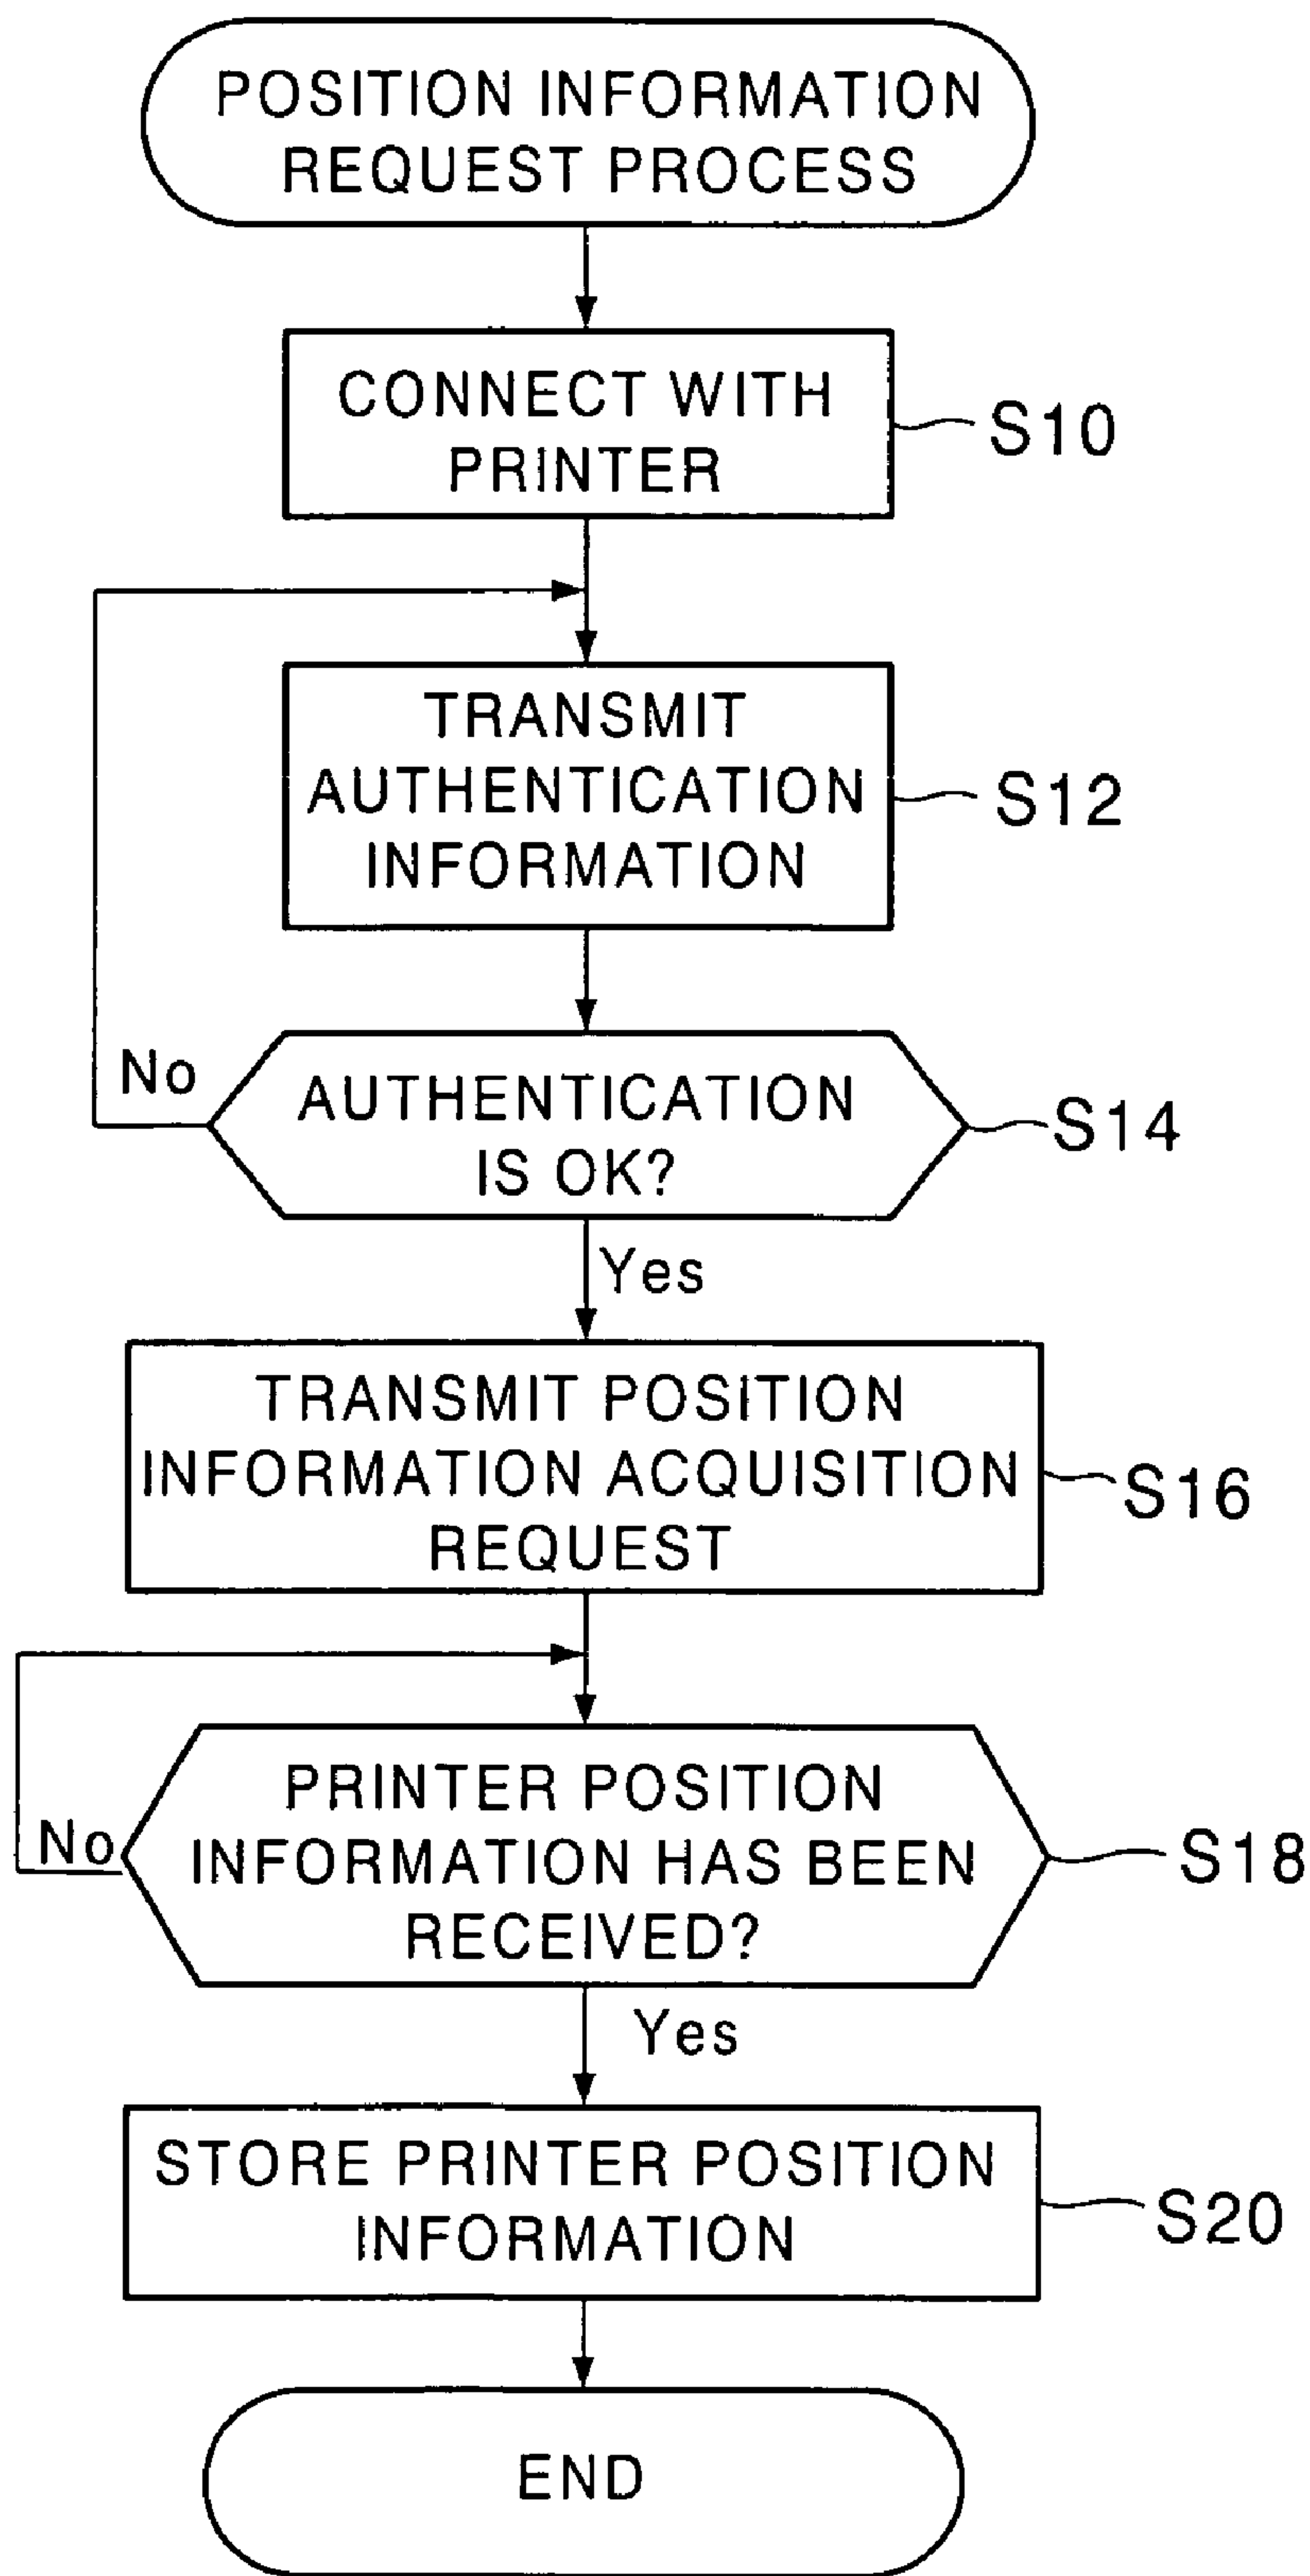 POSITION INFORMATION
REQUEST PROCESS
CONNECT WITH
PRINTER
S10
TRANSMIT
AUTHENTICATION
INFORMATION
S12
No
AUTHENTICATION
IS OK?
S14
Yes
TRANSMIT POSITION
INFORMATION ACQUISITION
REQUEST
S16
No
PRINTER POSITION
INFORMATION HAS BEEN
RECEIVED?
S18
Yes
STORE PRINTER POSITION
INFORMATION
S20
END